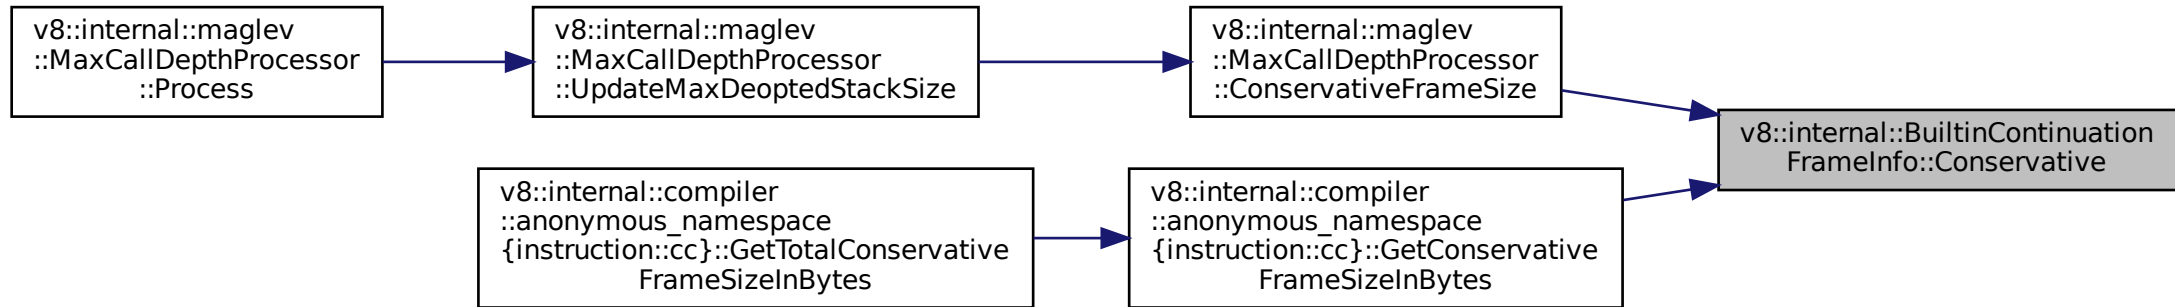 v8::internal::maglev
::MaxCallDepthProcessor
::Process
v8::internal::maglev
::MaxCallDepthProcessor
::UpdateMaxDeoptedStackSize
v8::internal::maglev
::MaxCallDepthProcessor
::ConservativeFrameSize
v8::internal::BuiltinContinuation
FrameInfo::Conservative
v8::internal::compiler
::anonymous_namespace
{instruction::cc}::GetTotalConservative
FrameSizeInBytes
v8::internal::compiler
::anonymous_namespace
{instruction::cc}::GetConservative
FrameSizeInBytes